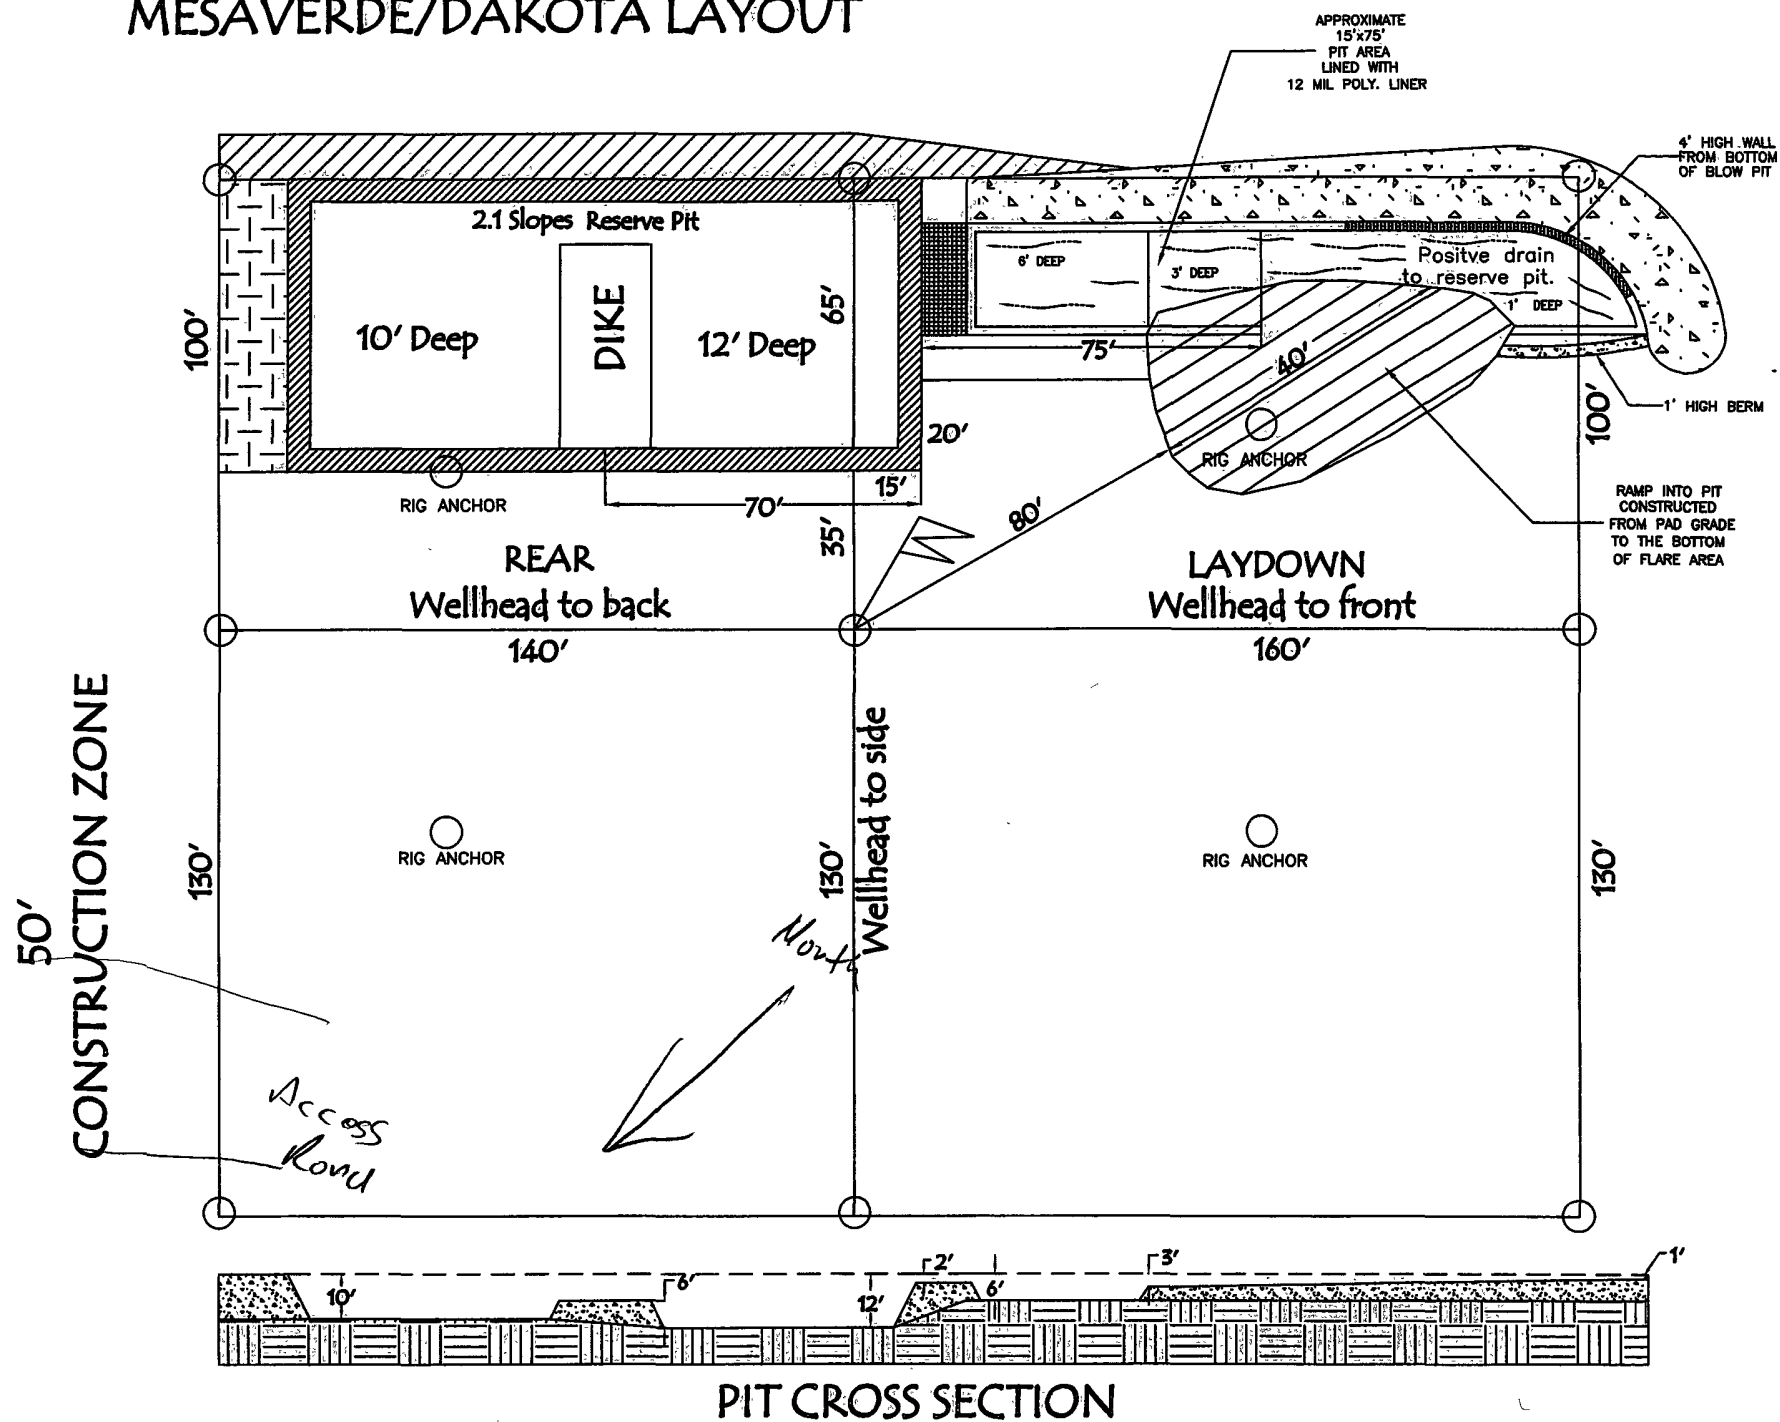 MESAVERDE/DAKOTA LAYOUT
APPROXIMATE
15'x75'
PIT AREA
LINED WITH
12 MIL POLY. LINER
4' HIGH WALL
FROM BOTTOM
OF BLOW PIT
2.1 Slopes Reserve Pit
6' DEEP
3' DEEP
Positve drain
to reserve pit.
1' DEEP
100'
10' Deep
DIKE
12' Deep
65'
75'
40'
1' HIGH BERM
100'
20'
RIG ANCHOR
15'
70'
RIG ANCHOR
35'
80'
RAMP INTO PIT
CONSTRUCTED
FROM PAD GRADE
TO THE BOTTOM
OF FLARE AREA
REAR
Wellhead to back
140'
LAYDOWN
Wellhead to front
160'
50'
CONSTRUCTION ZONE
130'
RIG ANCHOR
130'
Wellhead to side
RIG ANCHOR
130'
North
Access
Road
10'
6'
12'
2'
6'
3'
1'
PIT CROSS SECTION